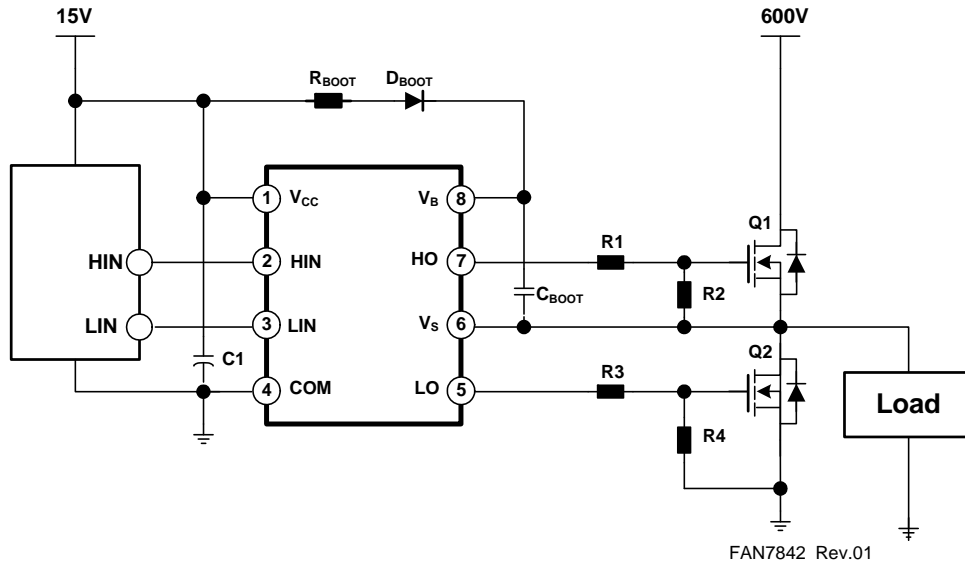 15V
600V
RBOOT
DBOOT
1 VCC
VB 8
Q1
HIN
2 HIN
HO 7
R1
R2
CBOOT
LIN
3 LIN
VS 6
Q2
C1
R3
4 COM
LO 5
Load
R4
FAN7842 Rev.01